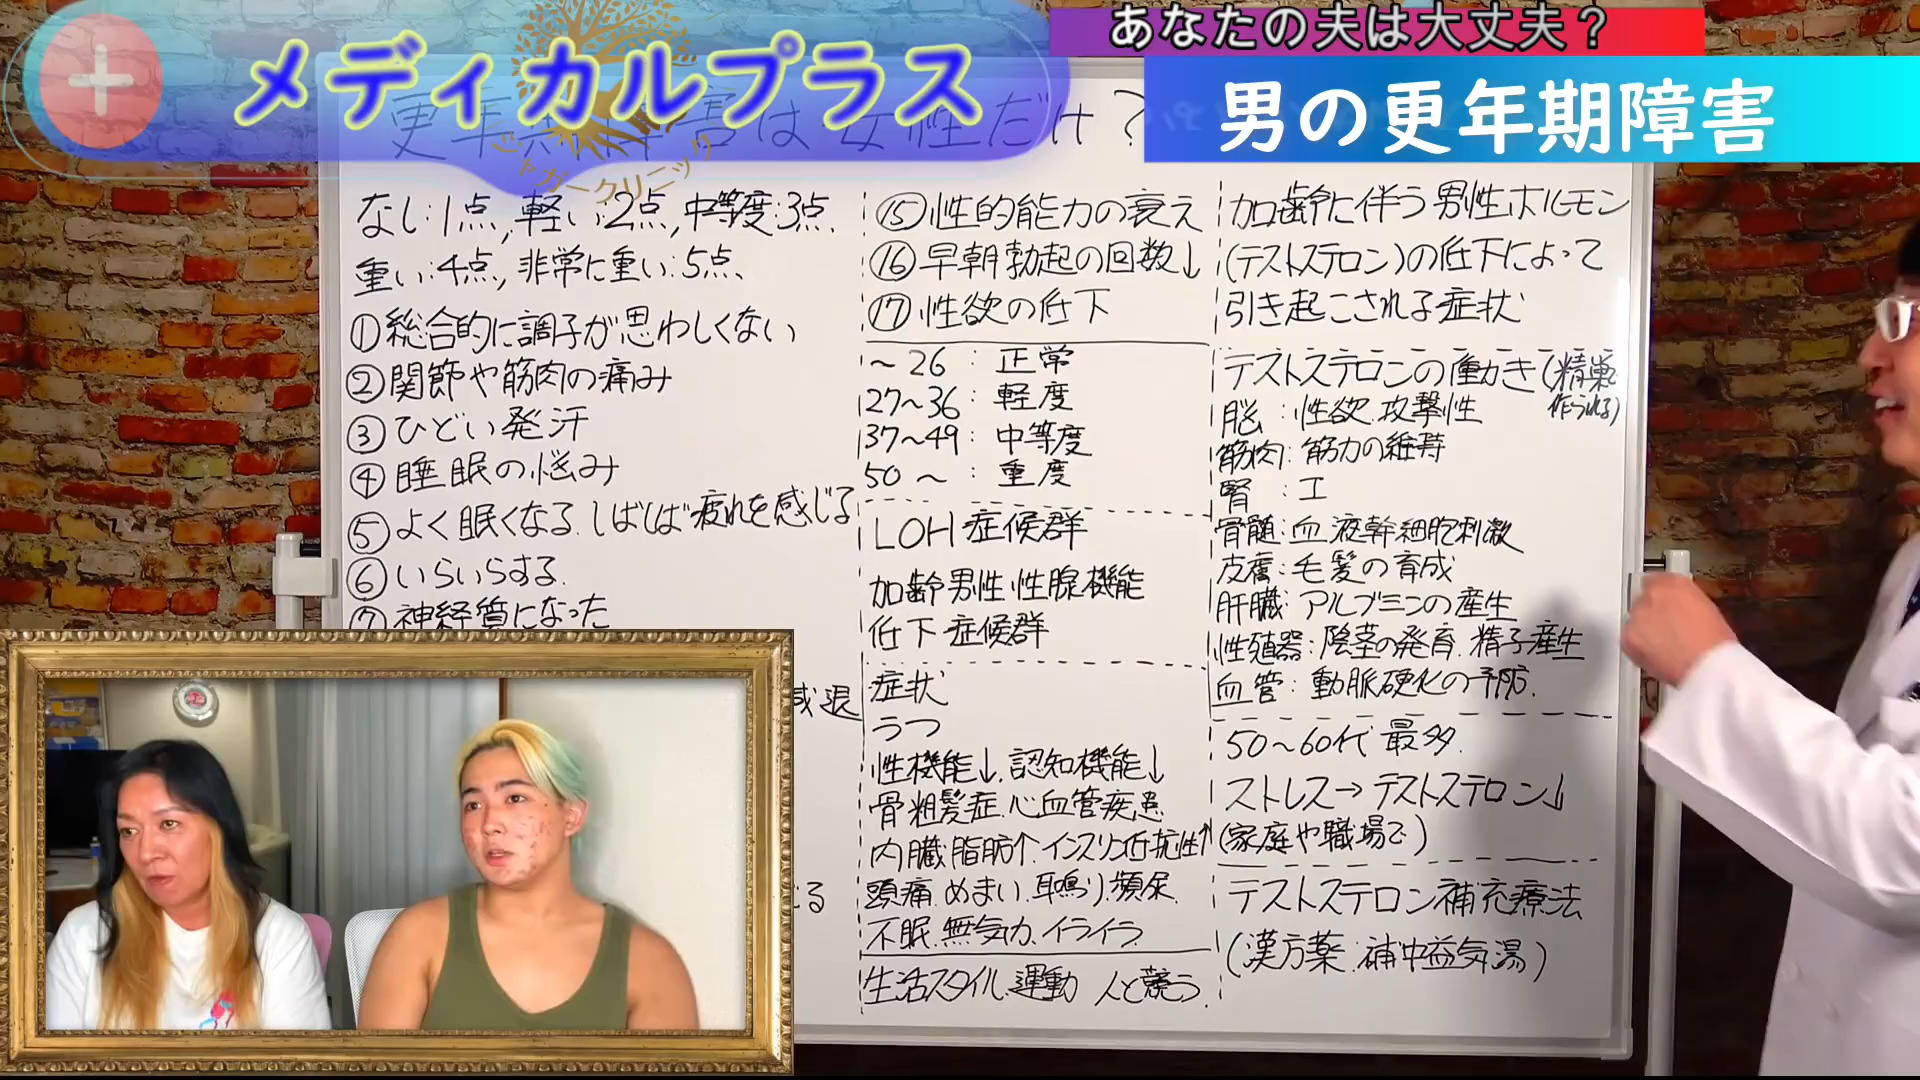 メディカルプラス
あなたの夫は大丈夫？
男の更年期障害
更年期障害は女性だけ？
ジャガークリニック
なし:1点,軽い:2点,中等度:3点、
重い:4点,非常に重い:5点、
①総合的に調子が思わしくない
②関節や筋肉の痛み
③ひどい発汗
④睡眠の悩み
⑤よく眠くなる.しばしば疲れを感じる
⑥いらいらする.
⑦神経質になった
減退
じる
⑮性的能力の衰え
⑯早朝勃起の回数↓
⑰性欲の低下
〜26：正常
27〜36：軽度
37〜49：中等度
50〜：重度
LOH症候群
加齢男性性腺機能
低下症候群
症状
うつ
性機能↓.認知機能↓
骨粗髪症.心血管疾患
内臓脂肪↑.インスリン抵抗性↑
頭痛.めまい.耳鳴り.頻尿.
不眠.無気力.イライラ.
生活スタイル.運動 人と競う.
加齢に伴う男性ホルモン
(テストステロン)の低下によって
引き起こされる症状
テストステロンの働き(精巣で
作られる)
脳：性欲.攻撃性
筋肉：筋力の維持
腎：エ
骨髄：血液幹細胞刺激
皮膚：毛髪の育成
肝臓：アルブミンの産生
性殖器：陰茎の発育.精子産生
血管：動脈硬化の予防.
50〜60代最多.
ストレス→テストステロン↓
(家庭や職場で)
テストステロン補充療法
(漢方薬.補中益気湯)